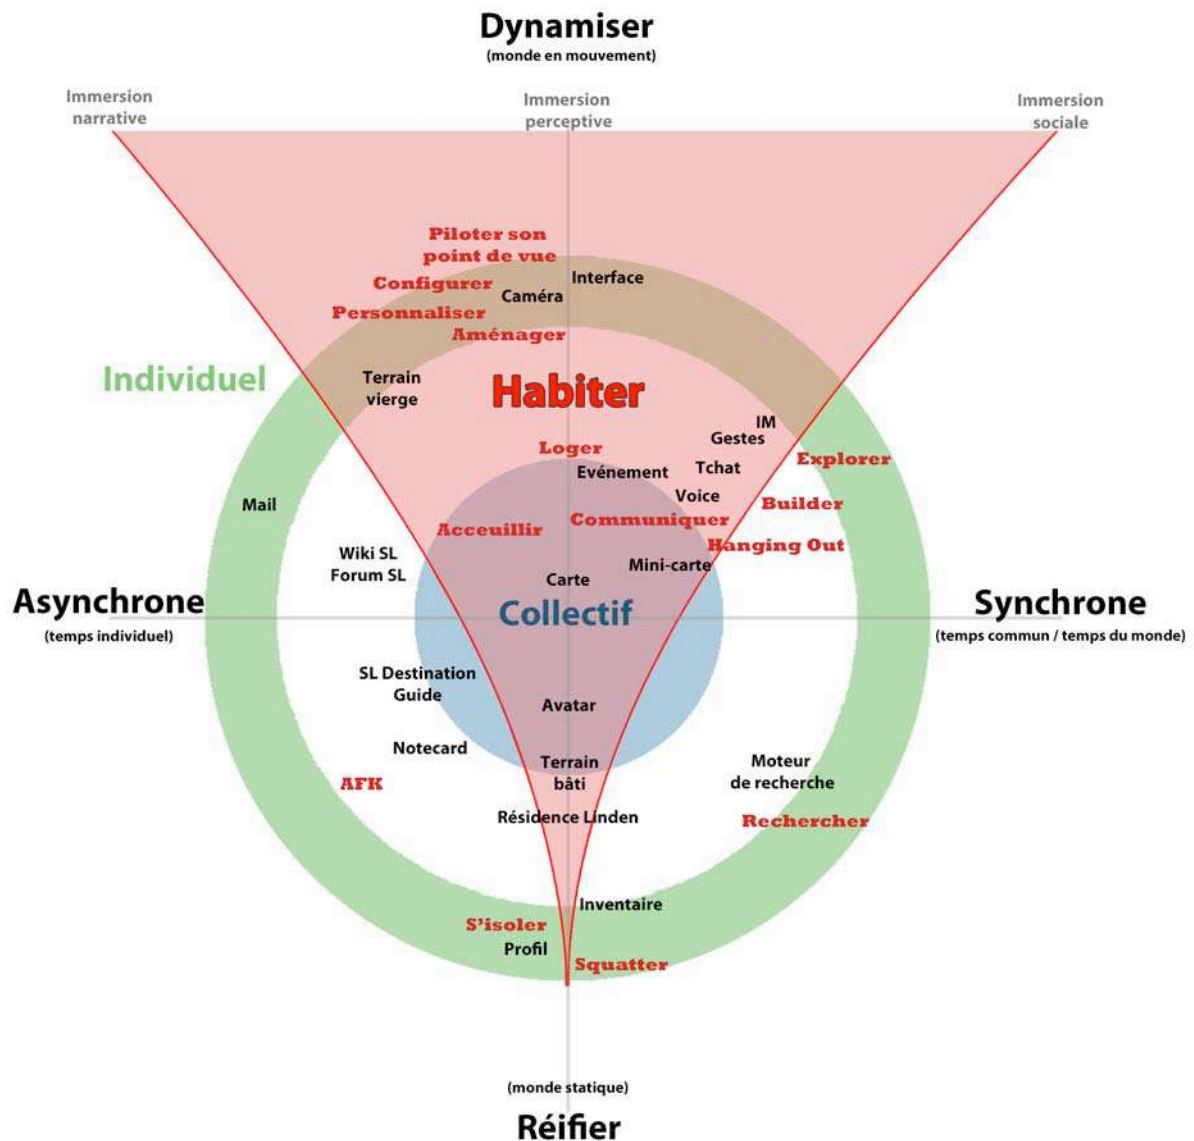 Dynamiser
(monde en mouvement)
Immersion
narrative
Immersion
perceptive
Immersion
sociale
Piloter son
point de vue
Interface
Configurer
Caméra
Personnaliser
Aménager
Individuel
Terrain
vierge
Habiter
IM
Gestes
Loger
Explorer
Evénement
Tchat
Voice
Mail
Builder
Communiquer
Acceuillir
Hanging Out
Wiki SL
Forum SL
Mini-carte
Carte
Asynchrone
(temps individuel)
Collectif
Synchrone
(temps commun / temps du monde)
SL Destination
Guide
Avatar
Notecard
Terrain
bâti
Moteur
de recherche
AFK
Résidence Linden
Rechercher
Inventaire
S'isoler
Profil
Squatter
(monde statique)
Réifier